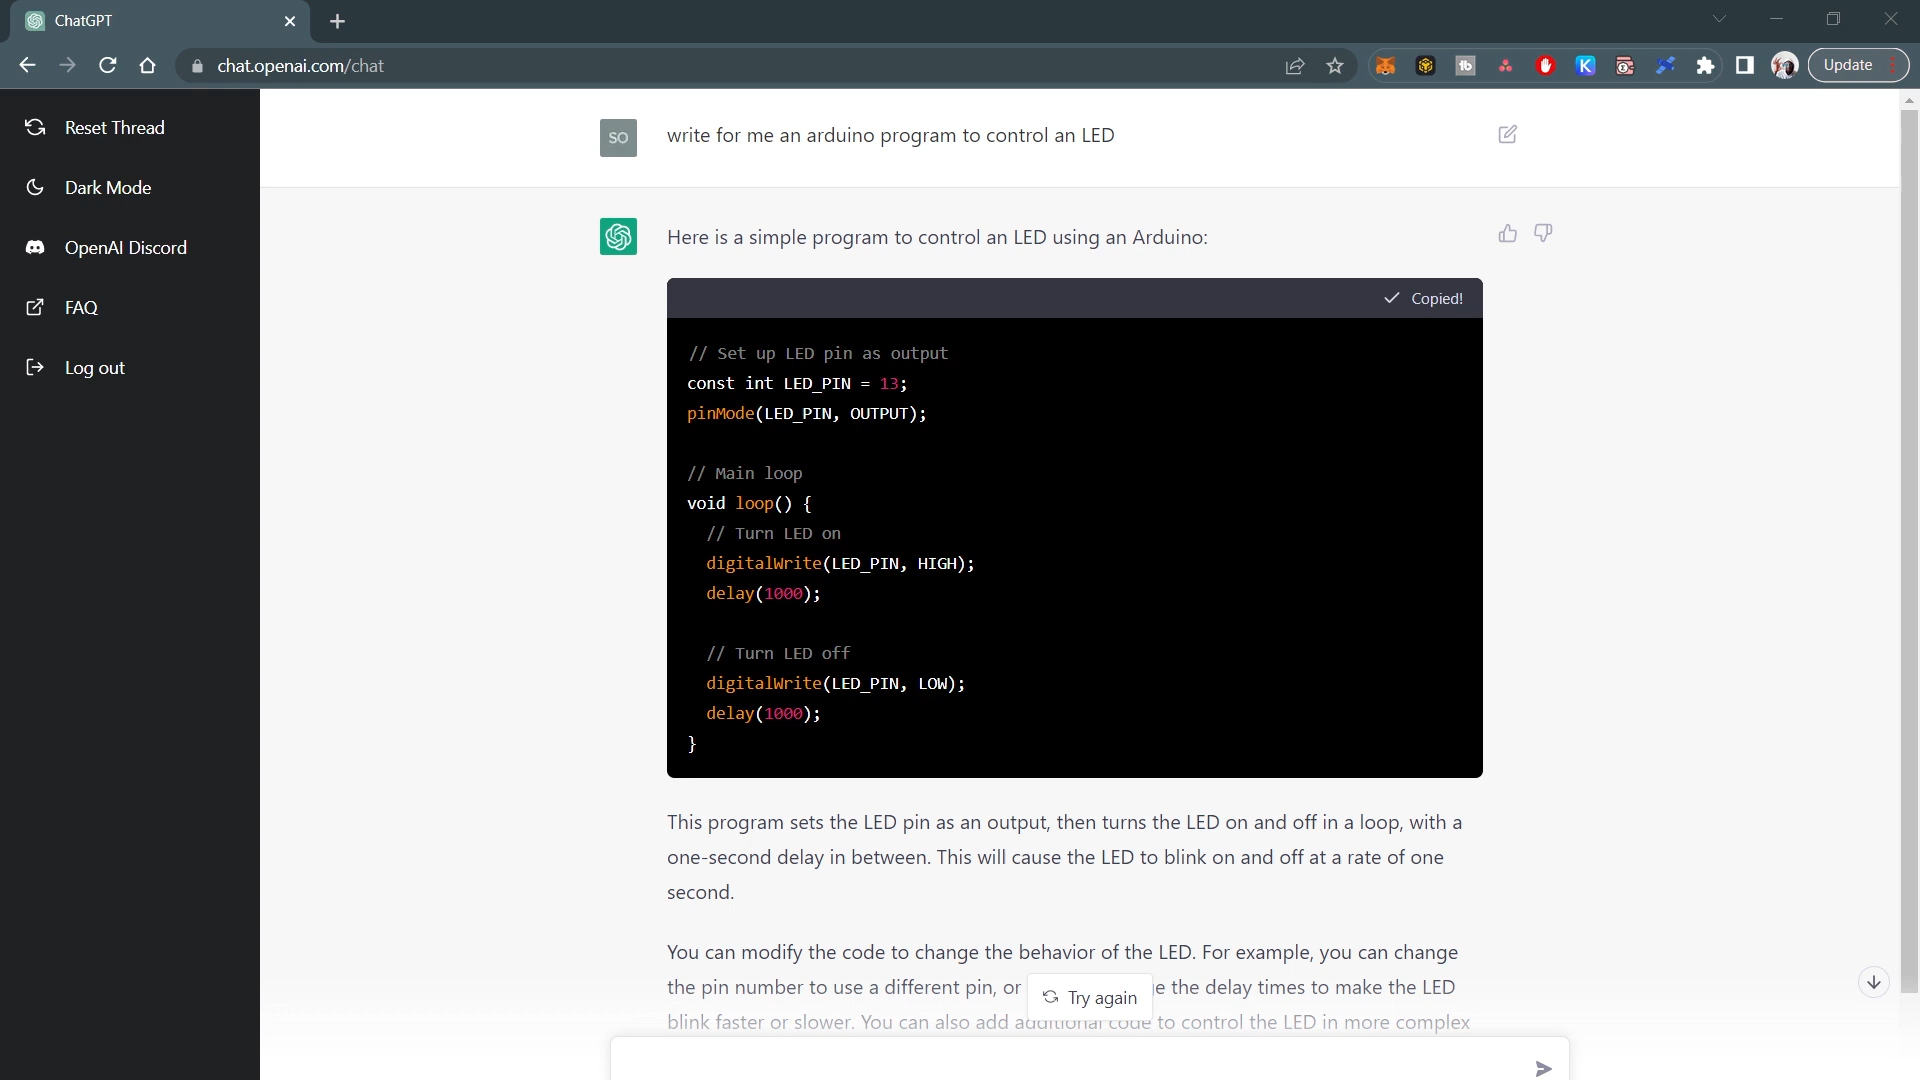 ChatGPT
chat.openai.com/chat
Update
Reset Thread
Dark Mode
OpenAI Discord
FAQ
Log out
SO
write for me an arduino program to control an LED
Here is a simple program to control an LED using an Arduino:
Copied!
// Set up LED pin as output
const int LED_PIN = 13;
pinMode(LED_PIN, OUTPUT);
// Main loop
void loop() {
// Turn LED on
digitalWrite(LED_PIN, HIGH);
delay(1000);
// Turn LED off
digitalWrite(LED_PIN, LOW);
delay(1000);
}
This program sets the LED pin as an output, then turns the LED on and off in a loop, with a
one-second delay in between. This will cause the LED to blink on and off at a rate of one
second.
You can modify the code to change the behavior of the LED. For example, you can change
the pin number to use a different pin, or
Try again
the delay times to make the LED
blink faster or slower. You can also add additional code to control the LED in more complex